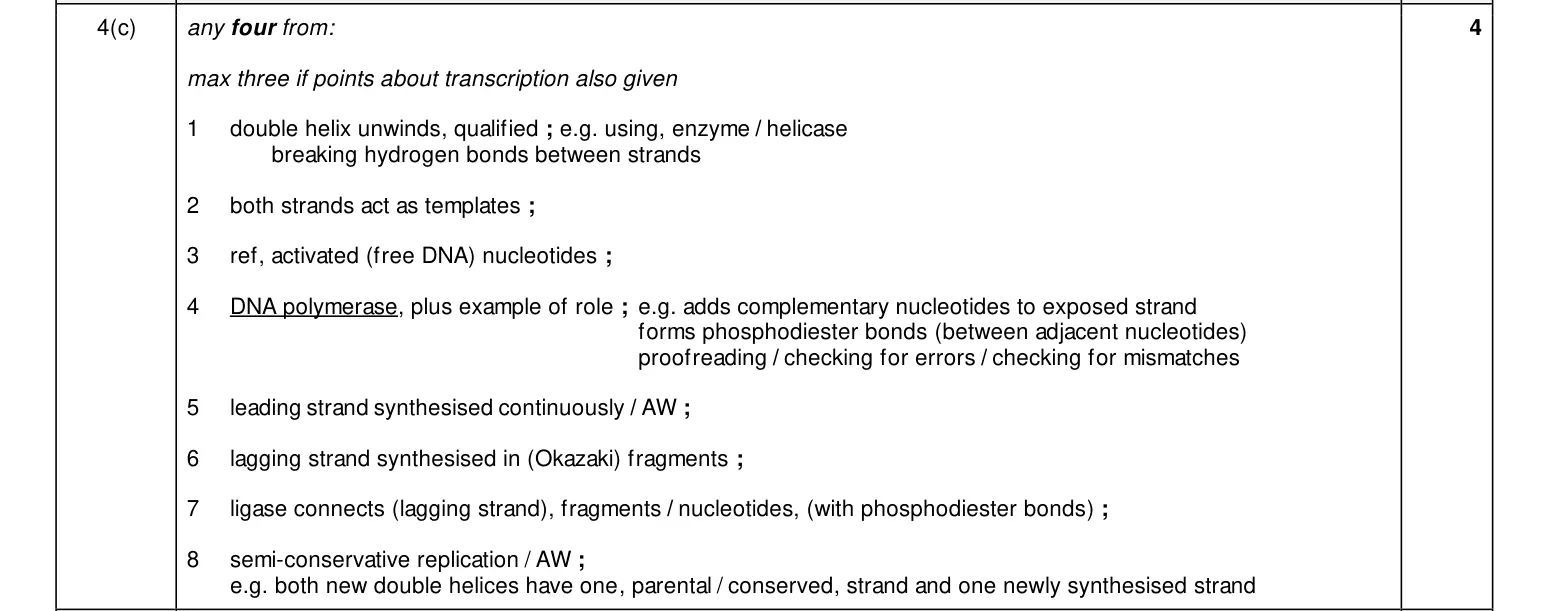 4(c) any four from: 4
max three if points about transcription also given
1 double helix unwinds, qualified ; e.g. using, enzyme / helicase
breaking hydrogen bonds between strands
2 both strands act as templates ;
3 ref, activated (free DNA) nucleotides ;
4 DNA polymerase, plus example of role ; e.g. adds complementary nucleotides to exposed strand
forms phosphodiester bonds (between adjacent nucleotides)
proofreading / checking for errors / checking for mismatches
5 leading strand synthesised continuously / AW ;
6 lagging strand synthesised in (Okazaki) fragments ;
7 ligase connects (lagging strand), fragments / nucleotides, (with phosphodiester bonds) ;
8 semi-conservative replication / AW ;
e.g. both new double helices have one, parental / conserved, strand and one newly synthesised strand